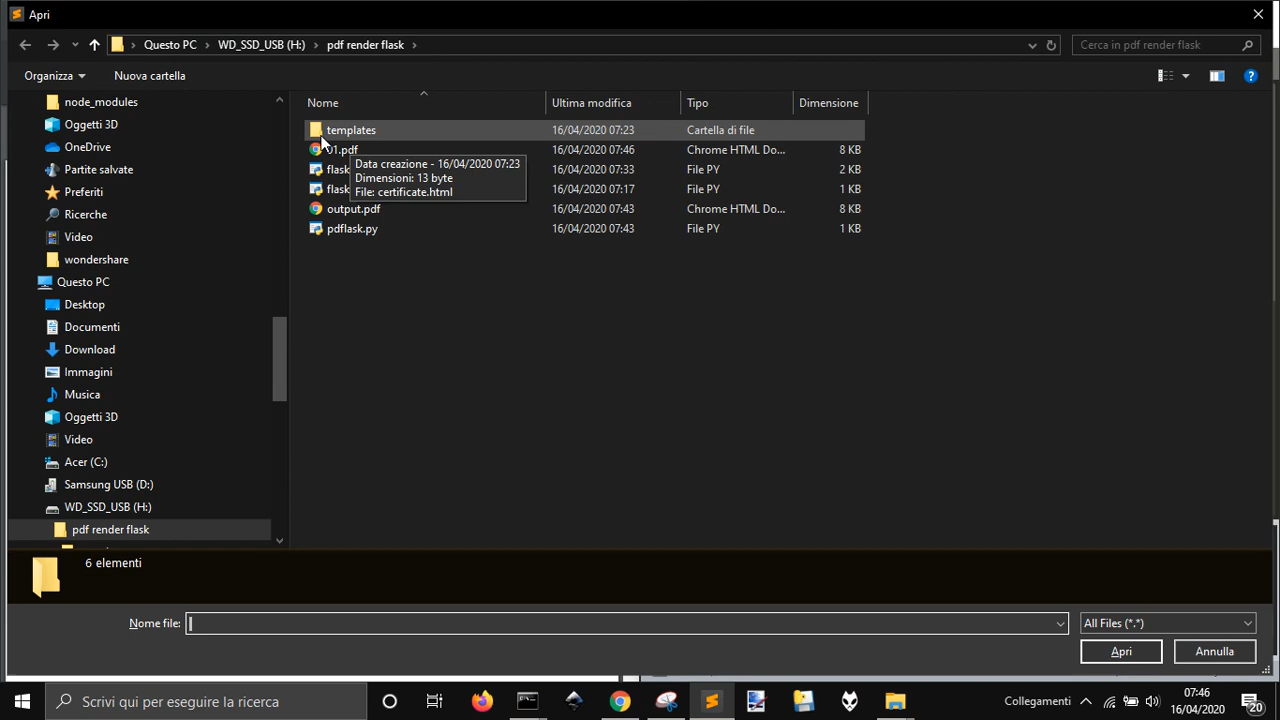 Apri
Questo PC > WD_SSD_USB (H:) > pdf render flask >
Cerca in pdf render flask
Organizza
Nuova cartella
node_modules
Oggetti 3D
OneDrive
Partite salvate
Preferiti
Ricerche
Video
wondershare
Questo PC
Desktop
Documenti
Download
Immagini
Musica
Oggetti 3D
Video
Acer (C:)
Samsung USB (D:)
WD_SSD_USB (H:)
pdf render flask
Nome Ultima modifica Tipo Dimensione
templates 16/04/2020 07:23 Cartella di file
01.pdf 16/04/2020 07:46 Chrome HTML Do... 8 KB
flask 16/04/2020 07:33 File PY 2 KB
flask 16/04/2020 07:17 File PY 1 KB
output.pdf 16/04/2020 07:43 Chrome HTML Do... 8 KB
pdflask.py 16/04/2020 07:43 File PY 1 KB
Data creazione - 16/04/2020 07:23
Dimensioni: 13 byte
File: certificate.html
6 elementi
Nome file:
All Files (*.*)
Apri
Annulla
Scrivi qui per eseguire la ricerca
Collegamenti
07:46
16/04/2020
20